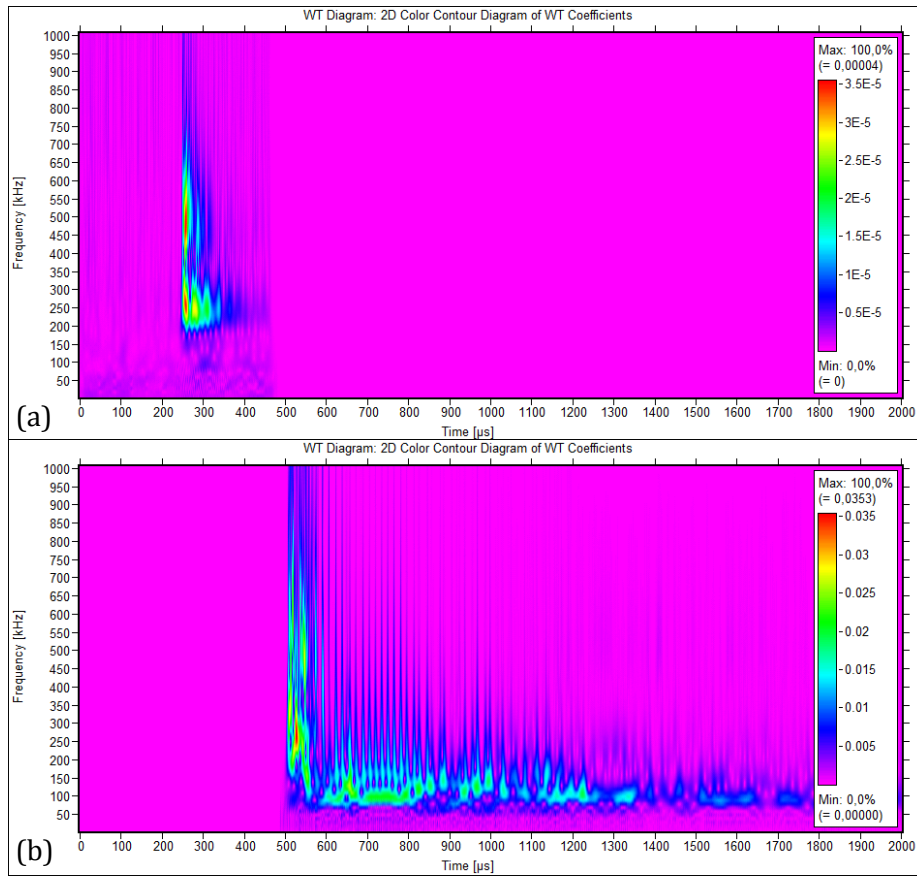 WT Diagram: 2D Color Contour Diagram of WT Coefficients
1000
950
900
850
800
750
700
650
600
550
500
450
400
350
300
250
200
150
100
50
Frequency [kHz]
Max: 100,0%
(= 0,00004)
3.5E-5
3E-5
2.5E-5
2E-5
1.5E-5
1E-5
0.5E-5
Min: 0,0%
(= 0)
(a)
0 100 200 300 400 500 600 700 800 900 1000 1100 1200 1300 1400 1500 1600 1700 1800 1900 2000
Time [µs]
WT Diagram: 2D Color Contour Diagram of WT Coefficients
1000
950
900
850
800
750
700
650
600
550
500
450
400
350
300
250
200
150
100
50
Frequency [kHz]
Max: 100,0%
(= 0,0353)
0.035
0.03
0.025
0.02
0.015
0.01
0.005
Min: 0,0%
(= 0,00000)
(b)
0 100 200 300 400 500 600 700 800 900 1000 1100 1200 1300 1400 1500 1600 1700 1800 1900 2000
Time [µs]